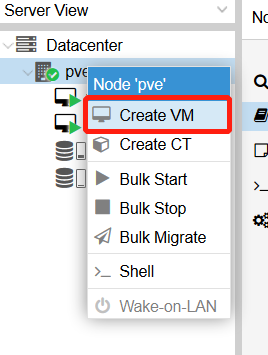 Server View
No
Datacenter
pve
Node 'pve'
Create VM
Create CT
Bulk Start
Bulk Stop
Bulk Migrate
Shell
Wake-on-LAN